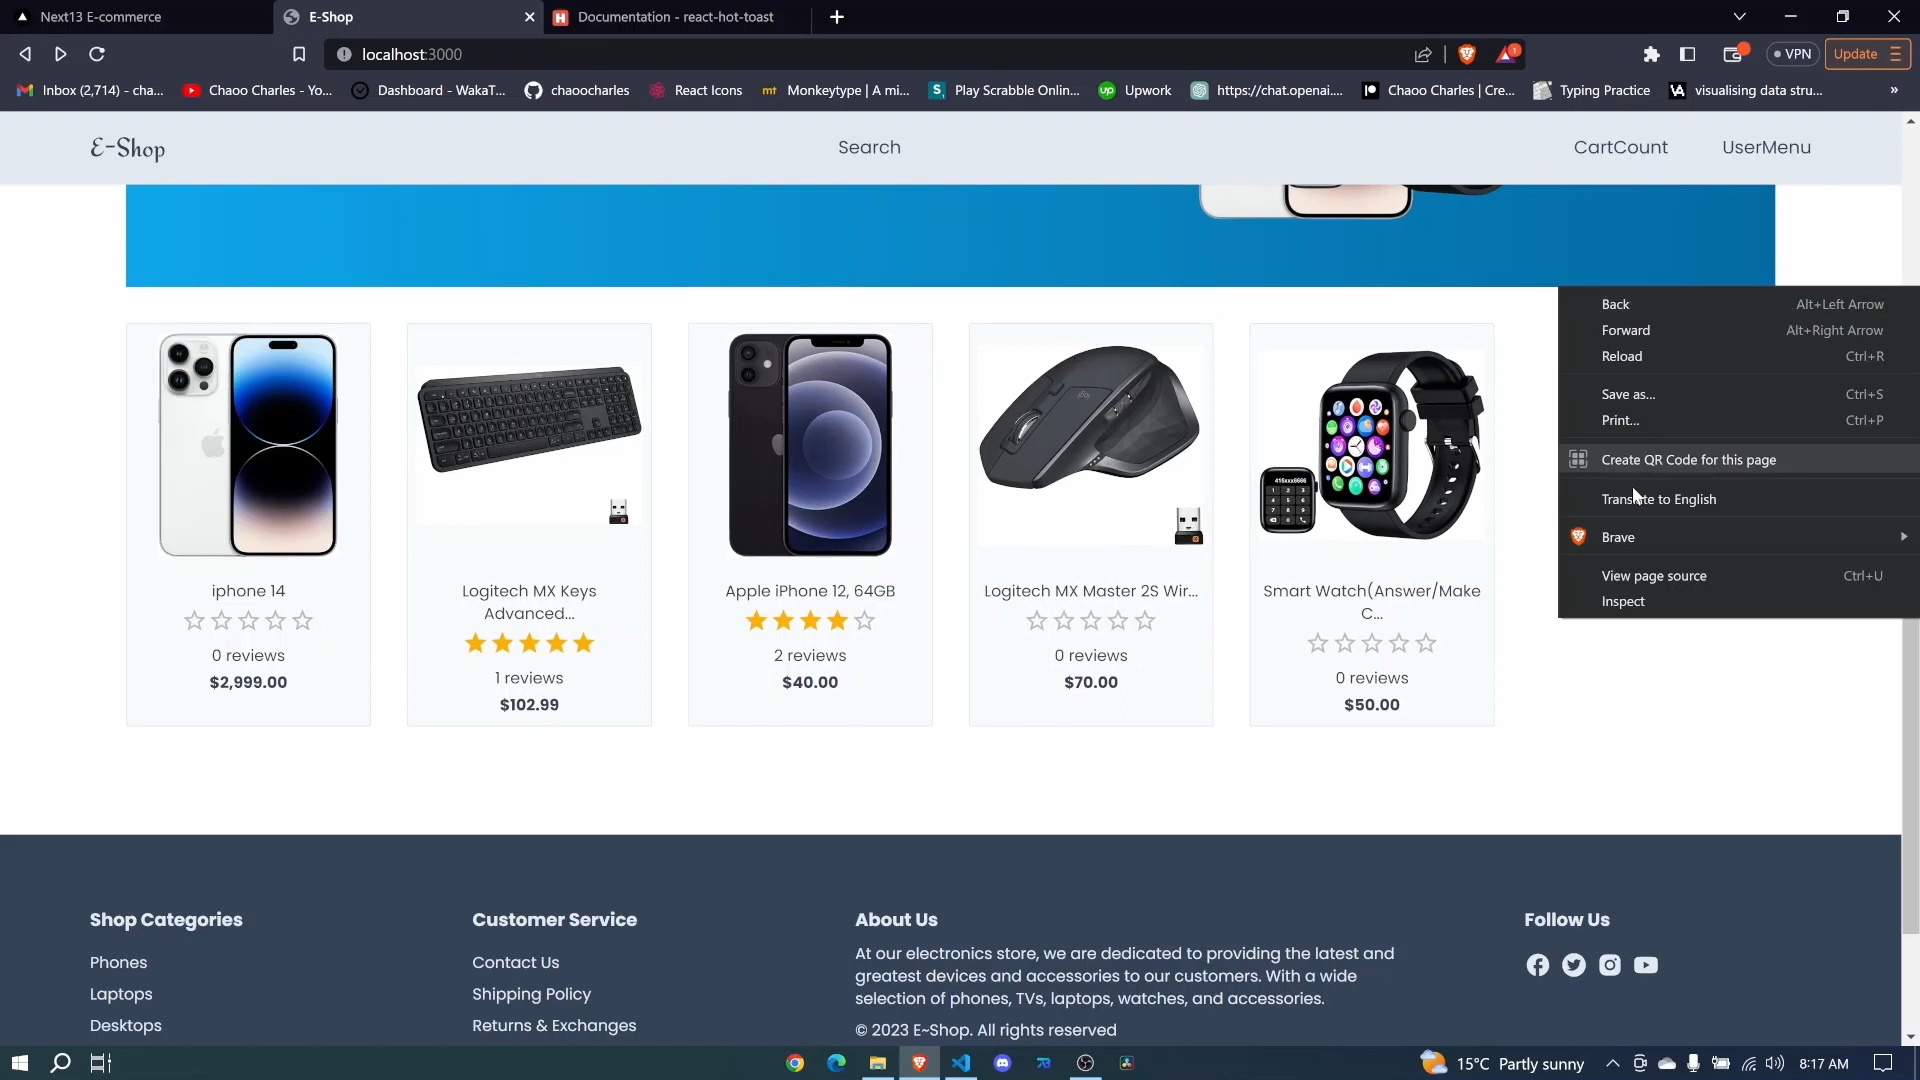 Next13 E-commerce
E-Shop
Documentation - react-hot-toast
localhost:3000
1
VPN
Update
Inbox (2,714) - cha...
Chaoo Charles - Yo...
Dashboard - WakaT...
chaoocharles
React Icons
mt Monkeytype | A mi...
Play Scrabble Onlin...
up Upwork
https://chat.openai....
Chaoo Charles | Cre...
Typing Practice
visualising data stru...
»
E~Shop
Search
CartCount
UserMenu
Back Alt+Left Arrow
Forward Alt+Right Arrow
Reload Ctrl+R
Save as... Ctrl+S
Print... Ctrl+P
Create QR Code for this page
Translate to English
Brave
View page source Ctrl+U
Inspect
iphone 14
0 reviews
$2,999.00
Logitech MX Keys
Advanced...
1 reviews
$102.99
Apple iPhone 12, 64GB
2 reviews
$40.00
Logitech MX Master 2S Wir...
0 reviews
$70.00
416xxx6666
Smart Watch(Answer/Make
C...
0 reviews
$50.00
Shop Categories
Phones
Laptops
Desktops
Customer Service
Contact Us
Shipping Policy
Returns & Exchanges
About Us
At our electronics store, we are dedicated to providing the latest and
greatest devices and accessories to our customers. With a wide
selection of phones, TVs, laptops, watches, and accessories.
© 2023 E~Shop. All rights reserved
Follow Us
15°C Partly sunny
8:17 AM